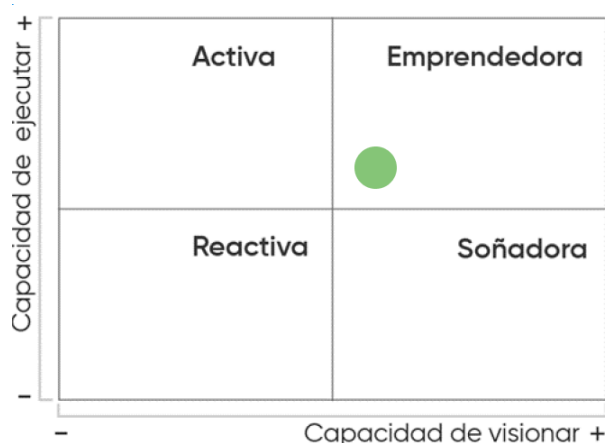 Capacidad de ejecutar +
-
Activa
Emprendedora
Reactiva
Soñadora
-
Capacidad de visionar +